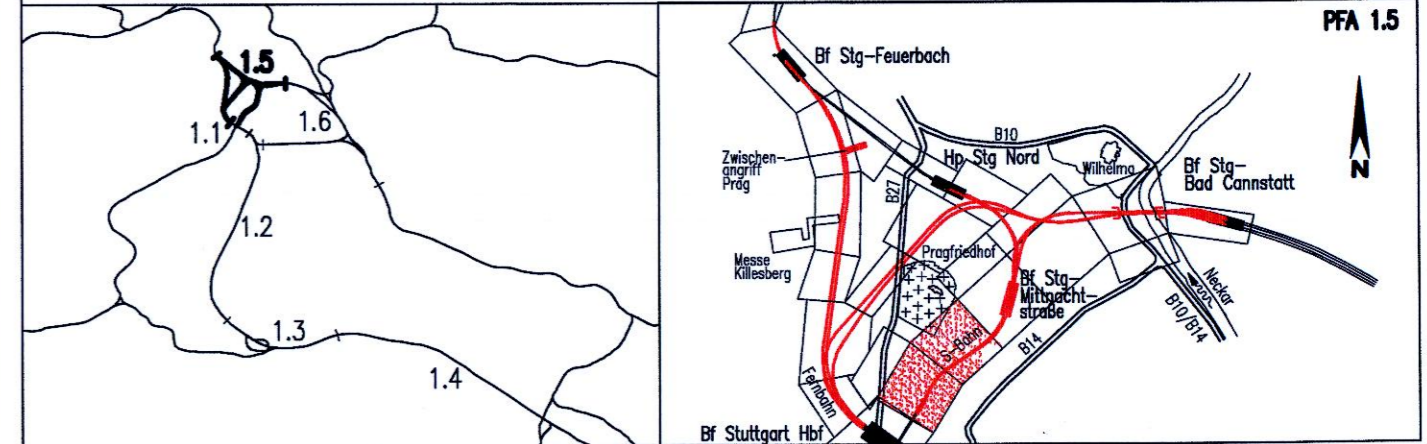 1.5
1.1
1.6
1.2
1.3
1.4
PFA 1.5
Bf Stg-Feuerbach
N
B10
Zwischen-
angriff
Prag
Hp Stg Nord
Wilhelma
Bf Stg-
Bad Cannstatt
B27
Messe
Killesberg
Pragfriedhof
Bf Stg-
Mittnacht-
straße
Neckar
B10/B14
S-Bahn
B14
Fernbahn
Bf Stuttgart Hbf